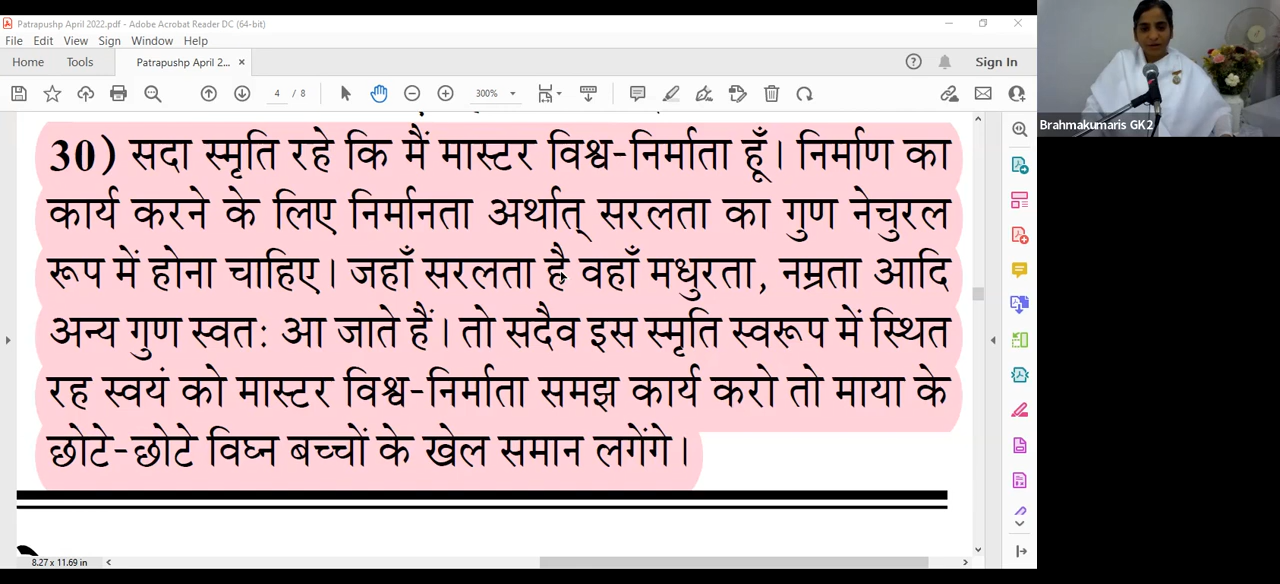 Patrapushp April 2022.pdf - Adobe Acrobat Reader DC (64-bit)
File Edit View Sign Window Help
Home Tools Patrapushp April 2... × Sign In
4 / 8 300%
Brahmakumaris GK2
30) सदा स्मृति रहे कि मैं मास्टर विश्व-निर्माता हूँ। निर्माण का
कार्य करने के लिए निर्मानता अर्थात् सरलता का गुण नेचुरल
रूप में होना चाहिए। जहाँ सरलता है वहाँ मधुरता, नम्रता आदि
अन्य गुण स्वत: आ जाते हैं। तो सदैव इस स्मृति स्वरूप में स्थित
रह स्वयं को मास्टर विश्व-निर्माता समझ कार्य करो तो माया के
छोटे-छोटे विघ्न बच्चों के खेल समान लगेंगे।
8.27 x 11.69 in